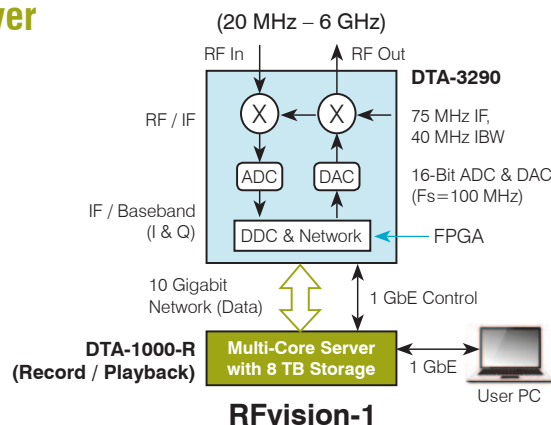 ver
(20 MHz – 6 GHz)
RF In
RF Out
DTA-3290
RF / IF
X
X
75 MHz IF,
40 MHz IBW
ADC
DAC
16-Bit ADC & DAC
(Fs=100 MHz)
IF / Baseband
(I & Q)
DDC & Network
FPGA
10 Gigabit
Network (Data)
1 GbE Control
DTA-1000-R
(Record / Playback)
Multi-Core Server
with 8 TB Storage
1 GbE
User PC
RFvision-1